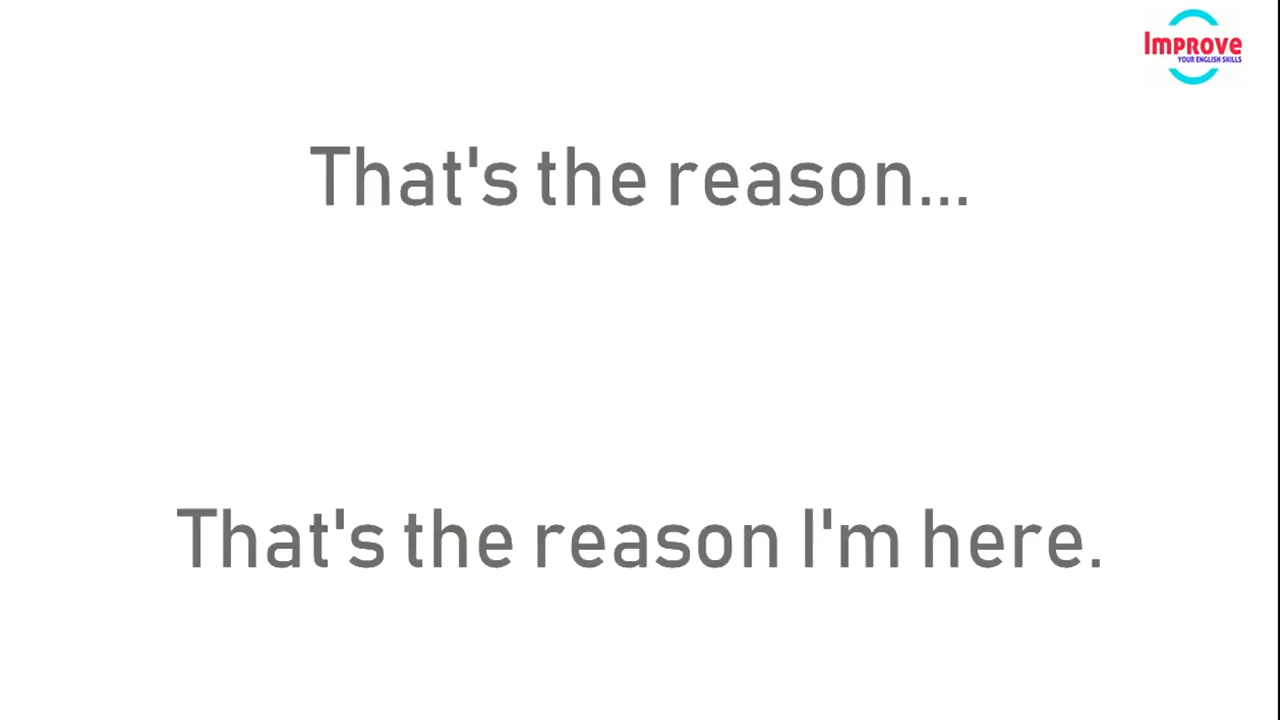 Improve
YOUR ENGLISH SKILLS
That's the reason...
That's the reason I'm here.